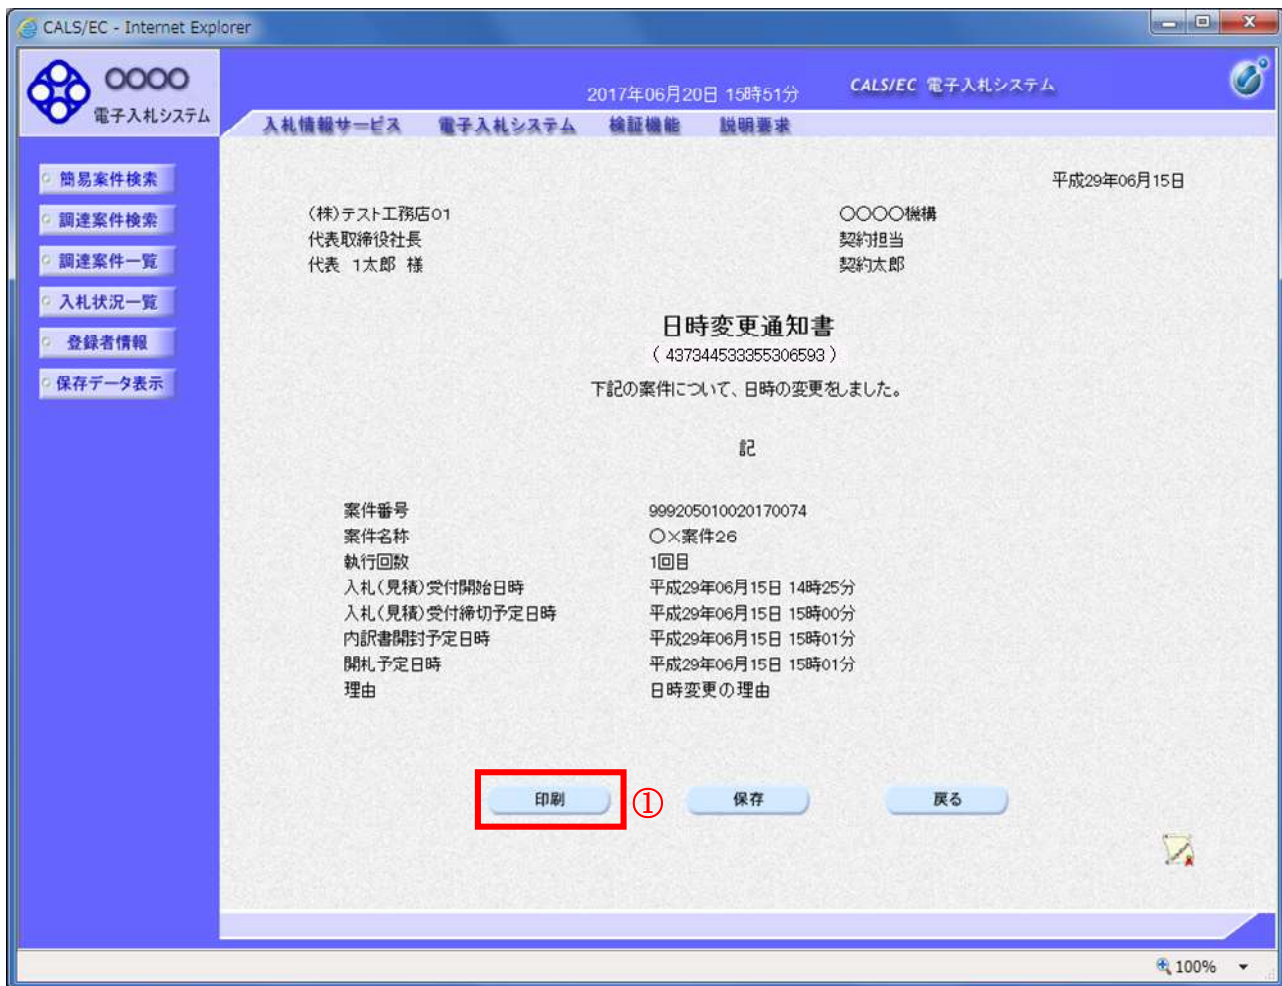 CALS/EC - Internet Explorer
〇〇〇〇
電子入札システム
2017年06月20日 15時51分
CALS/EC 電子入札システム
入札情報サービス 電子入札システム 検証機能 説明要求
簡易案件検索
調達案件検索
調達案件一覧
入札状況一覧
登録者情報
保存データ表示
平成29年06月15日
(株)テスト工務店01
代表取締役社長
代表 1太郎 様
〇〇〇〇機構
契約担当
契約太郎
日時変更通知書
( 437344533355306593 )
下記の案件について、日時の変更をしました。
記
案件番号 999205010020170074
案件名称 〇×案件26
執行回数 1回目
入札(見積)受付開始日時 平成29年06月15日 14時25分
入札(見積)受付締切予定日時 平成29年06月15日 15時00分
内訳書開封予定日時 平成29年06月15日 15時01分
開札予定日時 平成29年06月15日 15時01分
理由 日時変更の理由
印刷 ① 保存 戻る
100%